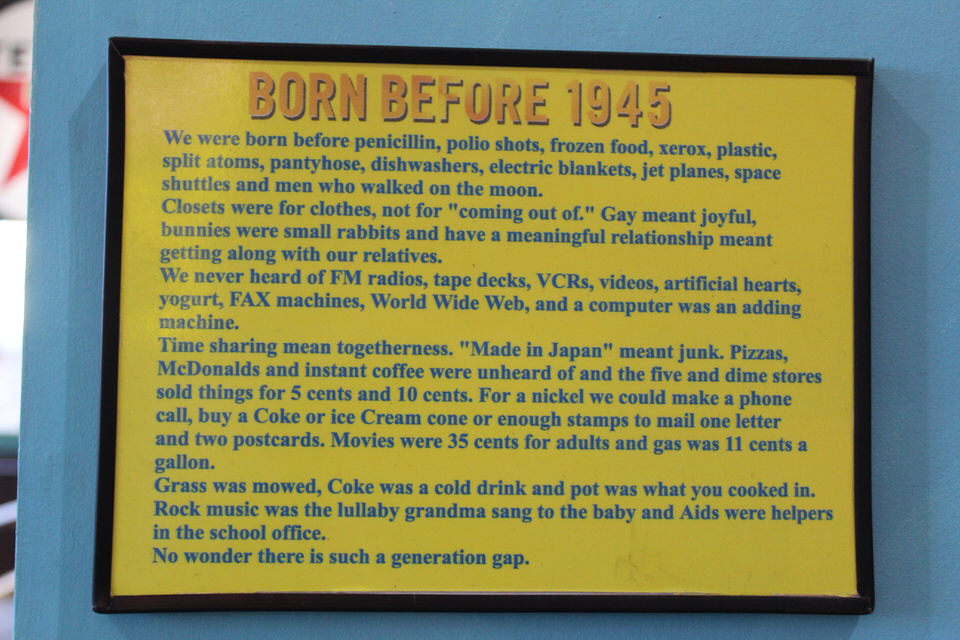 BORN BEFORE 1945
We were born before penicillin, polio shots, frozen food, xerox, plastic,
split atoms, pantyhose, dishwashers, electric blankets, jet planes, space
shuttles and men who walked on the moon.
Closets were for clothes, not for "coming out of." Gay meant joyful,
bunnies were small rabbits and have a meaningful relationship meant
getting along with our relatives.
We never heard of FM radios, tape decks, VCRs, videos, artificial hearts,
yogurt, FAX machines, World Wide Web, and a computer was an adding
machine.
Time sharing mean togetherness. "Made in Japan" meant junk. Pizzas,
McDonalds and instant coffee were unheard of and the five and dime stores
sold things for 5 cents and 10 cents. For a nickel we could make a phone
call, buy a Coke or ice Cream cone or enough stamps to mail one letter
and two postcards. Movies were 35 cents for adults and gas was 11 cents a
gallon.
Grass was mowed, Coke was a cold drink and pot was what you cooked in.
Rock music was the lullaby grandma sang to the baby and Aids were helpers
in the school office.
No wonder there is such a generation gap.